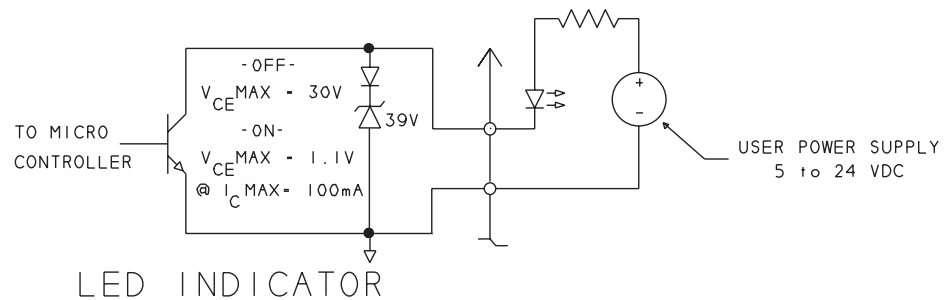 -OFF-
VCEMAX - 30V
39V
-ON-
VCEMAX - 1.1V
@ ICMAX- 100mA
TO MICRO
CONTROLLER
+
-
USER POWER SUPPLY
5 to 24 VDC
LED INDICATOR